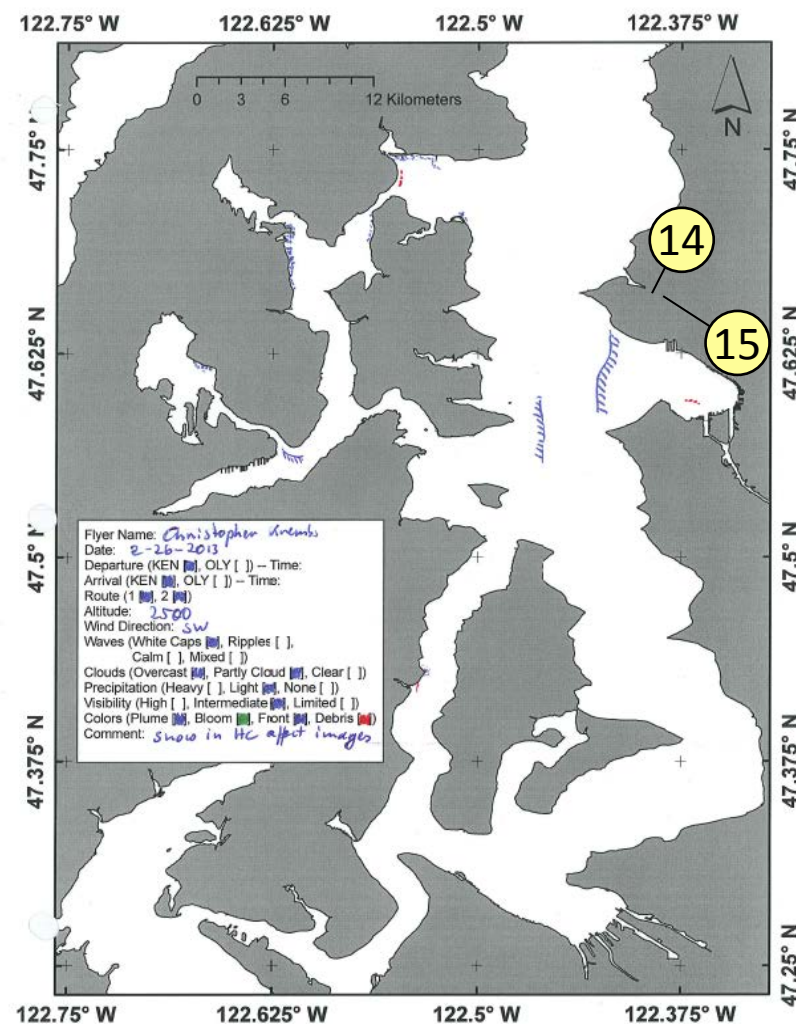 122.75° W 122.625° W 122.5° W 122.375° W
0 3 6 12 Kilometers
N
47.75° N
47.75° N
14
15
47.625° N
47.625° N
Flyer Name: Christopher Krembs
Date: 2-26-2013
Departure (KEN [ ], OLY [ ]) -- Time:
Arrival (KEN [ ], OLY [ ]) -- Time:
Route (1 [ ], 2 [ ])
Altitude: 2500
Wind Direction: SW
Waves (White Caps [ ], Ripples [ ],
Calm [ ], Mixed [ ])
Clouds (Overcast [ ], Partly Cloud [ ], Clear [ ])
Precipitation (Heavy [ ], Light [ ], None [ ])
Visibility (High [ ], Intermediate [ ], Limited [ ])
Colors (Plume [ ], Bloom [ ], Front [ ], Debris [ ])
Comment: snow in HC affect images
47.5° N
47.5° N
47.375° N
47.375° N
47.25° N
122.75° W 122.625° W 122.5° W 122.375° W